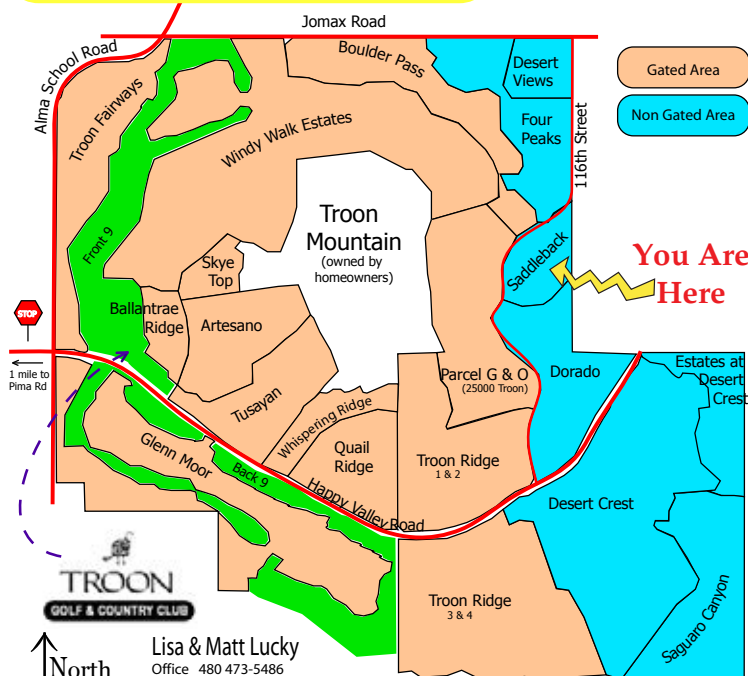 Jomax Road
Alma School Road
Boulder Pass
Desert
Views
Gated Area
Troon Fairways
Non Gated Area
Four
Peaks
Windy Walk Estates
116th Street
Troon
Mountain
(owned by
homeowners)
Front 9
Skye
Top
Saddleback
You Are
Here
STOP
Ballantrae
Ridge
Artesano
1 mile to
Pima Rd
Parcel G & O
(25000 Troon)
Dorado
Estates at
Desert
Crest
Tusayan
Whispering Ridge
Glenn Moor
Back 9
Quail
Ridge
Troon Ridge
1 & 2
Happy Valley Road
Desert Crest
TROON
GOLF & COUNTRY CLUB
Troon Ridge
3 & 4
Saguaro Canyon
North
Lisa & Matt Lucky
Office 480 473-5486